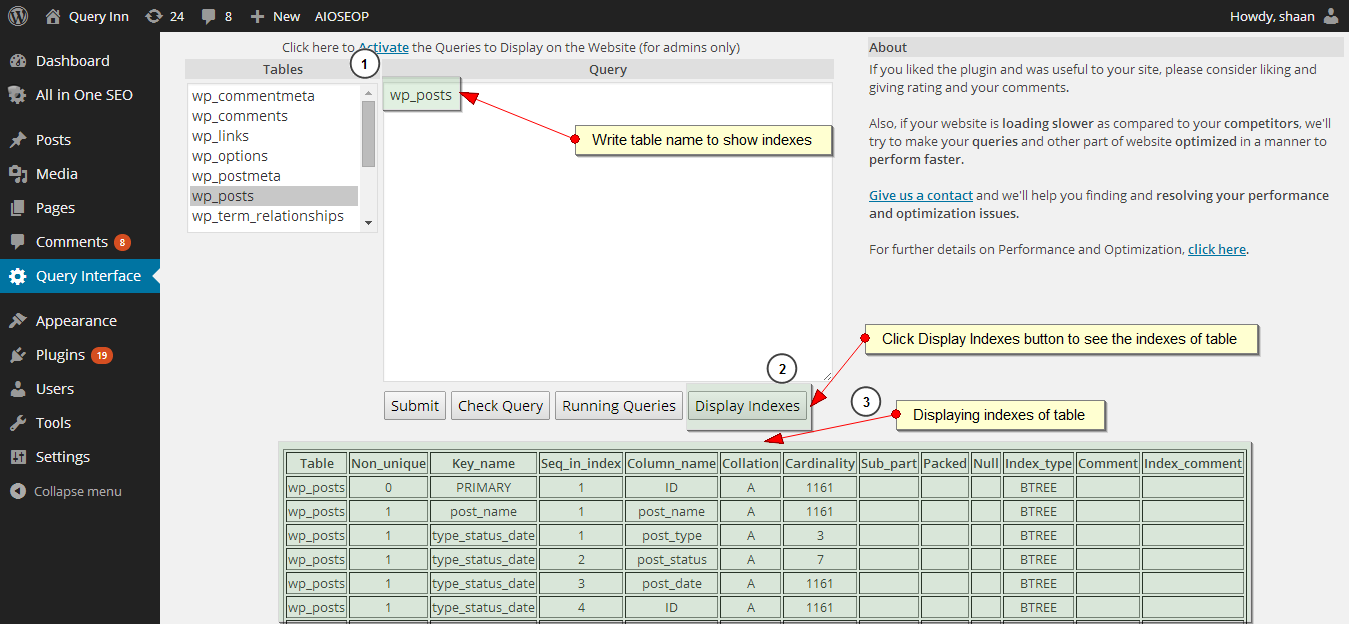 Query Inn 24 8 New AIOSEOP Howdy, shaan
Dashboard
All in One SEO
Posts
Media
Pages
Comments 8
Query Interface
Appearance
Plugins 19
Users
Tools
Settings
Collapse menu
Click here to Activate the Queries to Display on the Website (for admins only)
Tables
1
Query
wp_commentmeta
wp_comments
wp_links
wp_options
wp_postmeta
wp_posts
wp_term_relationships
wp_posts
Write table name to show indexes
About
If you liked the plugin and was useful to your site, please consider liking and
giving rating and your comments.
Also, if your website is loading slower as compared to your competitors, we'll
try to make your queries and other part of website optimized in a manner to
perform faster.
Give us a contact and we'll help you finding and resolving your performance
and optimization issues.
For further details on Performance and Optimization, click here.
Click Display Indexes button to see the indexes of table
2
Submit Check Query Running Queries Display Indexes
3
Displaying indexes of table
Table Non_unique Key_name Seq_in_index Column_name Collation Cardinality Sub_part Packed Null Index_type Comment Index_comment
wp_posts 0 PRIMARY 1 ID A 1161 BTREE
wp_posts 1 post_name 1 post_name A 1161 BTREE
wp_posts 1 type_status_date 1 post_type A 3 BTREE
wp_posts 1 type_status_date 2 post_status A 7 BTREE
wp_posts 1 type_status_date 3 post_date A 1161 BTREE
wp_posts 1 type_status_date 4 ID A 1161 BTREE